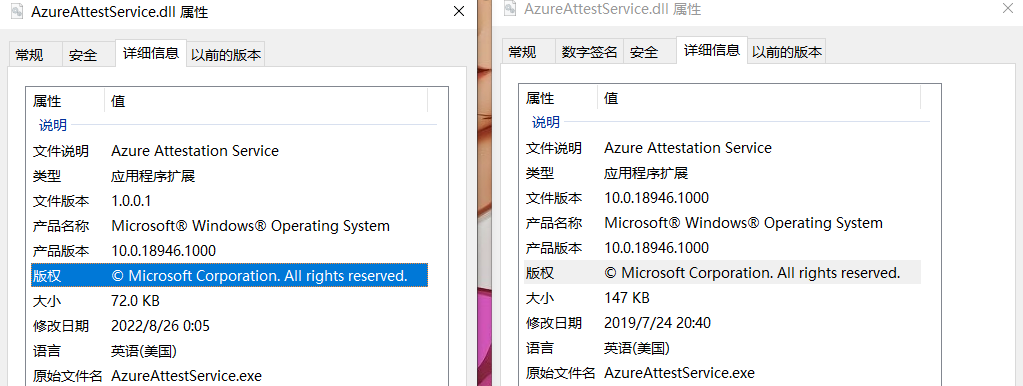 AzureAttestService.dll 属性
常规 安全 详细信息 以前的版本
属性 值
说明
文件说明 Azure Attestation Service
类型 应用程序扩展
文件版本 1.0.0.1
产品名称 Microsoft® Windows® Operating System
产品版本 10.0.18946.1000
版权 © Microsoft Corporation. All rights reserved.
大小 72.0 KB
修改日期 2022/8/26 0:05
语言 英语(美国)
原始文件名 AzureAttestService.exe
AzureAttestService.dll 属性
常规 数字签名 安全 详细信息 以前的版本
属性 值
说明
文件说明 Azure Attestation Service
类型 应用程序扩展
文件版本 10.0.18946.1000
产品名称 Microsoft® Windows® Operating System
产品版本 10.0.18946.1000
版权 © Microsoft Corporation. All rights reserved.
大小 147 KB
修改日期 2019/7/24 20:40
语言 英语(美国)
原始文件名 AzureAttestService.exe